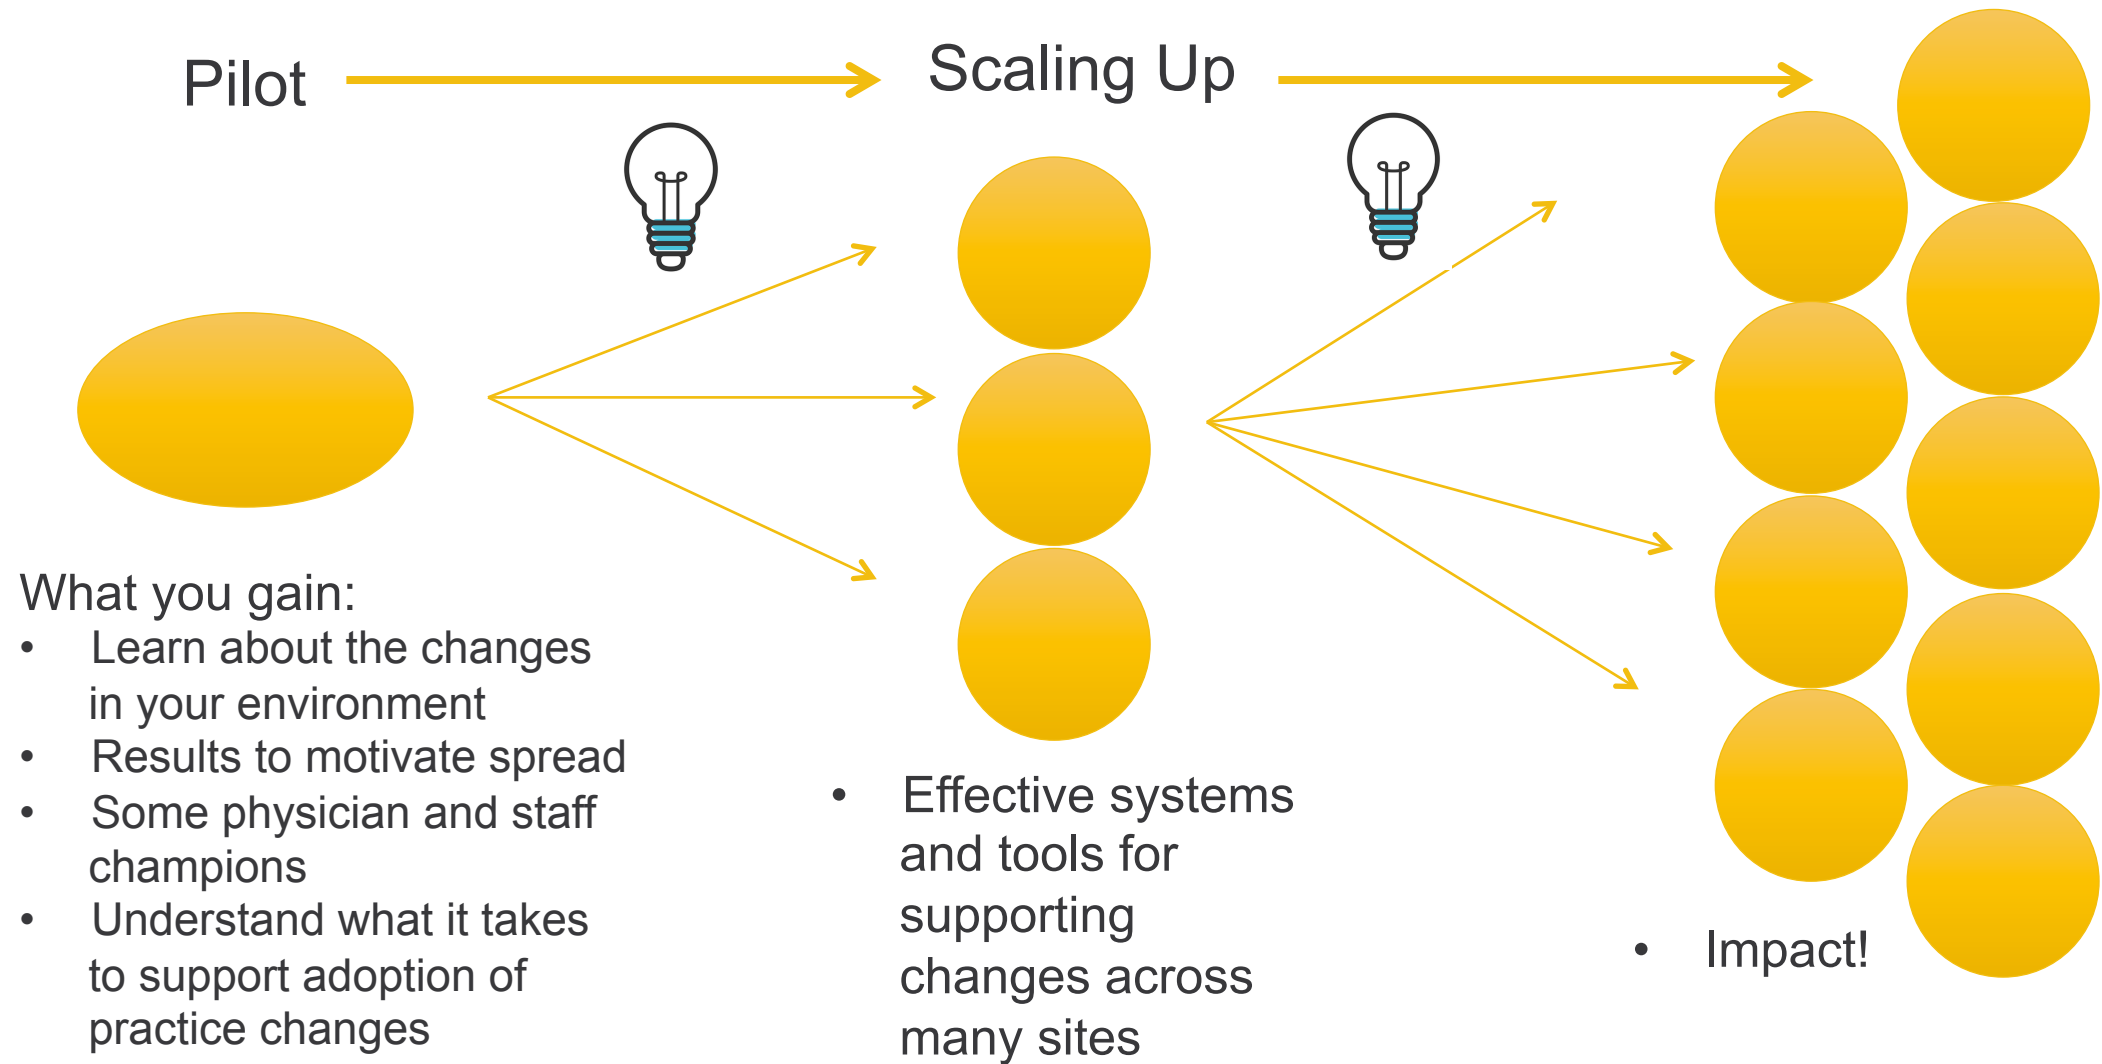 Pilot
Scaling Up
What you gain:
• Learn about the changes
in your environment
• Results to motivate spread
• Some physician and staff
champions
• Understand what it takes
to support adoption of
practice changes
• Effective systems
and tools for
supporting
changes across
many sites
• Impact!